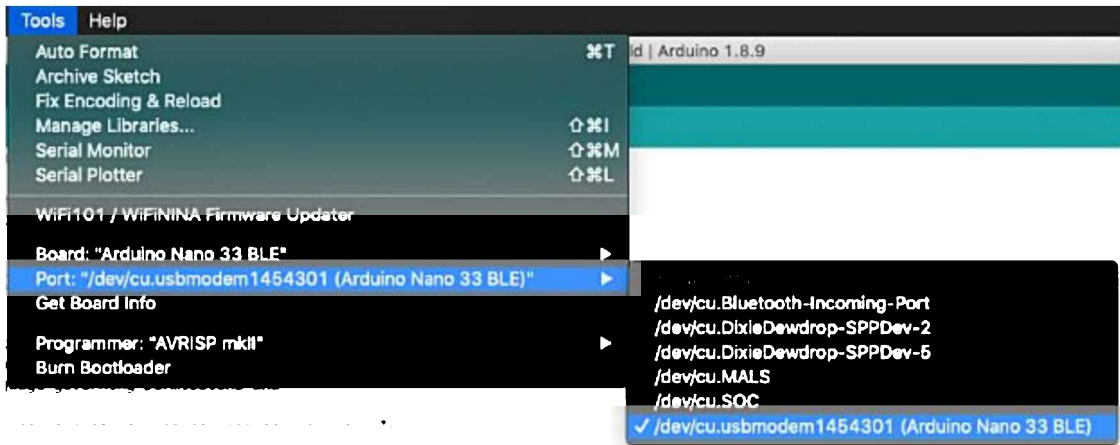 Tools Help
Auto Format ⌘T
ld | Arduino 1.8.9
Archive Sketch
Fix Encoding & Reload
Manage Libraries... ⇧⌘I
Serial Monitor ⇧⌘M
Serial Plotter ⇧⌘L
WiFi101 / WiFiNINA Firmware Updater
Board: "Arduino Nano 33 BLE" ▶
Port: "/dev/cu.usbmodem1454301 (Arduino Nano 33 BLE)" ▶
Get Board Info
Programmer: "AVRISP mkII" ▶
Burn Bootloader
/dev/cu.Bluetooth-Incoming-Port
/dev/cu.DixieDewdrop-SPPDev-2
/dev/cu.DixieDewdrop-SPPDev-5
/dev/cu.MALS
/dev/cu.SOC
✓ /dev/cu.usbmodem1454301 (Arduino Nano 33 BLE)